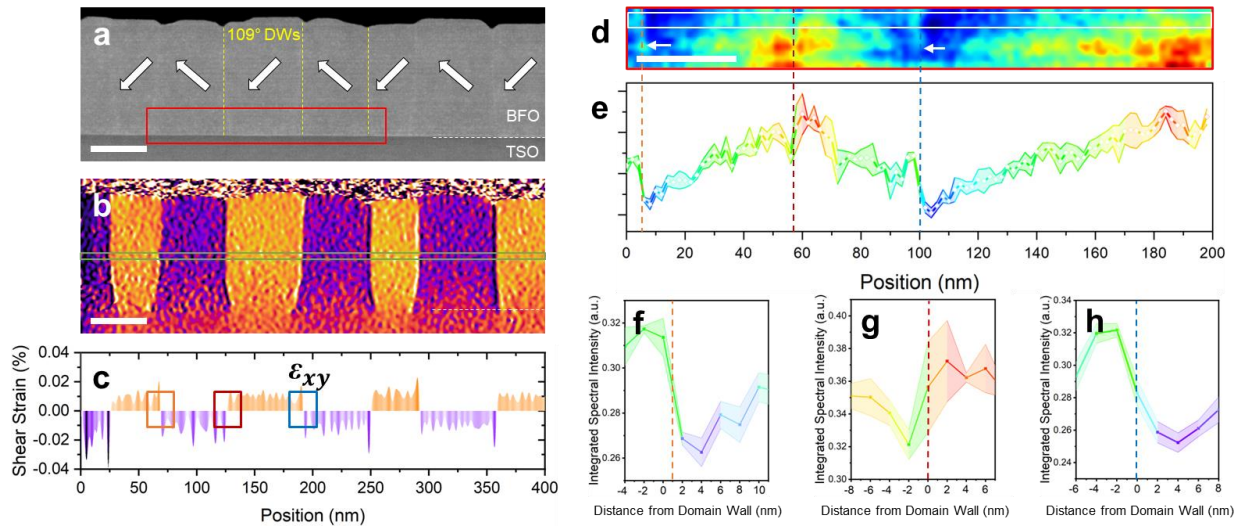 a
109° DWs
BFO
TSO
b
c
Shear Strain (%)
0.04
0.02
0.00
-0.02
-0.04
εxy
0 50 100 150 200 250 300 350 400
Position (nm)
d
e
0 20 40 60 80 100 120 140 160 180 200
Position (nm)
f
Integrated Spectral Intensity (a.u.)
0.32
0.30
0.28
0.26
-4 -2 0 2 4 6 8 10
Distance from Domain Wall (nm)
g
Integrated Spectral Intensity (a.u.)
0.40
0.38
0.36
0.34
0.32
0.30
-8 -6 -4 -2 0 2 4 6
Distance from Domain Wall (nm)
h
Integrated Spectral Intensity (a.u.)
0.34
0.32
0.30
0.28
0.26
0.24
-6 -4 -2 0 2 4 6 8
Distance from Domain Wall (nm)